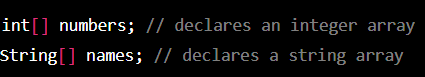 int[] numbers; // declares an integer array
String[] names; // declares a string array